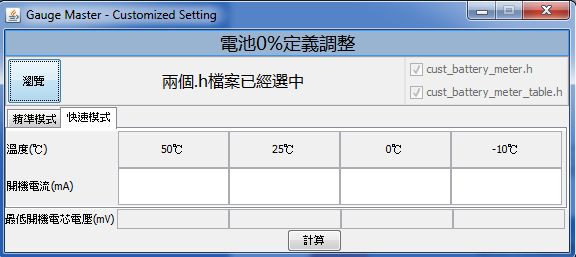 Gauge Master - Customized Setting
電池0%定義調整
瀏覽
兩個.h檔案已經選中
cust_battery_meter.h
cust_battery_meter_table.h
精準模式 快速模式
溫度(℃) 50℃ 25℃ 0℃ -10℃
開機電流(mA)
最低開機電芯電壓(mV)
計算